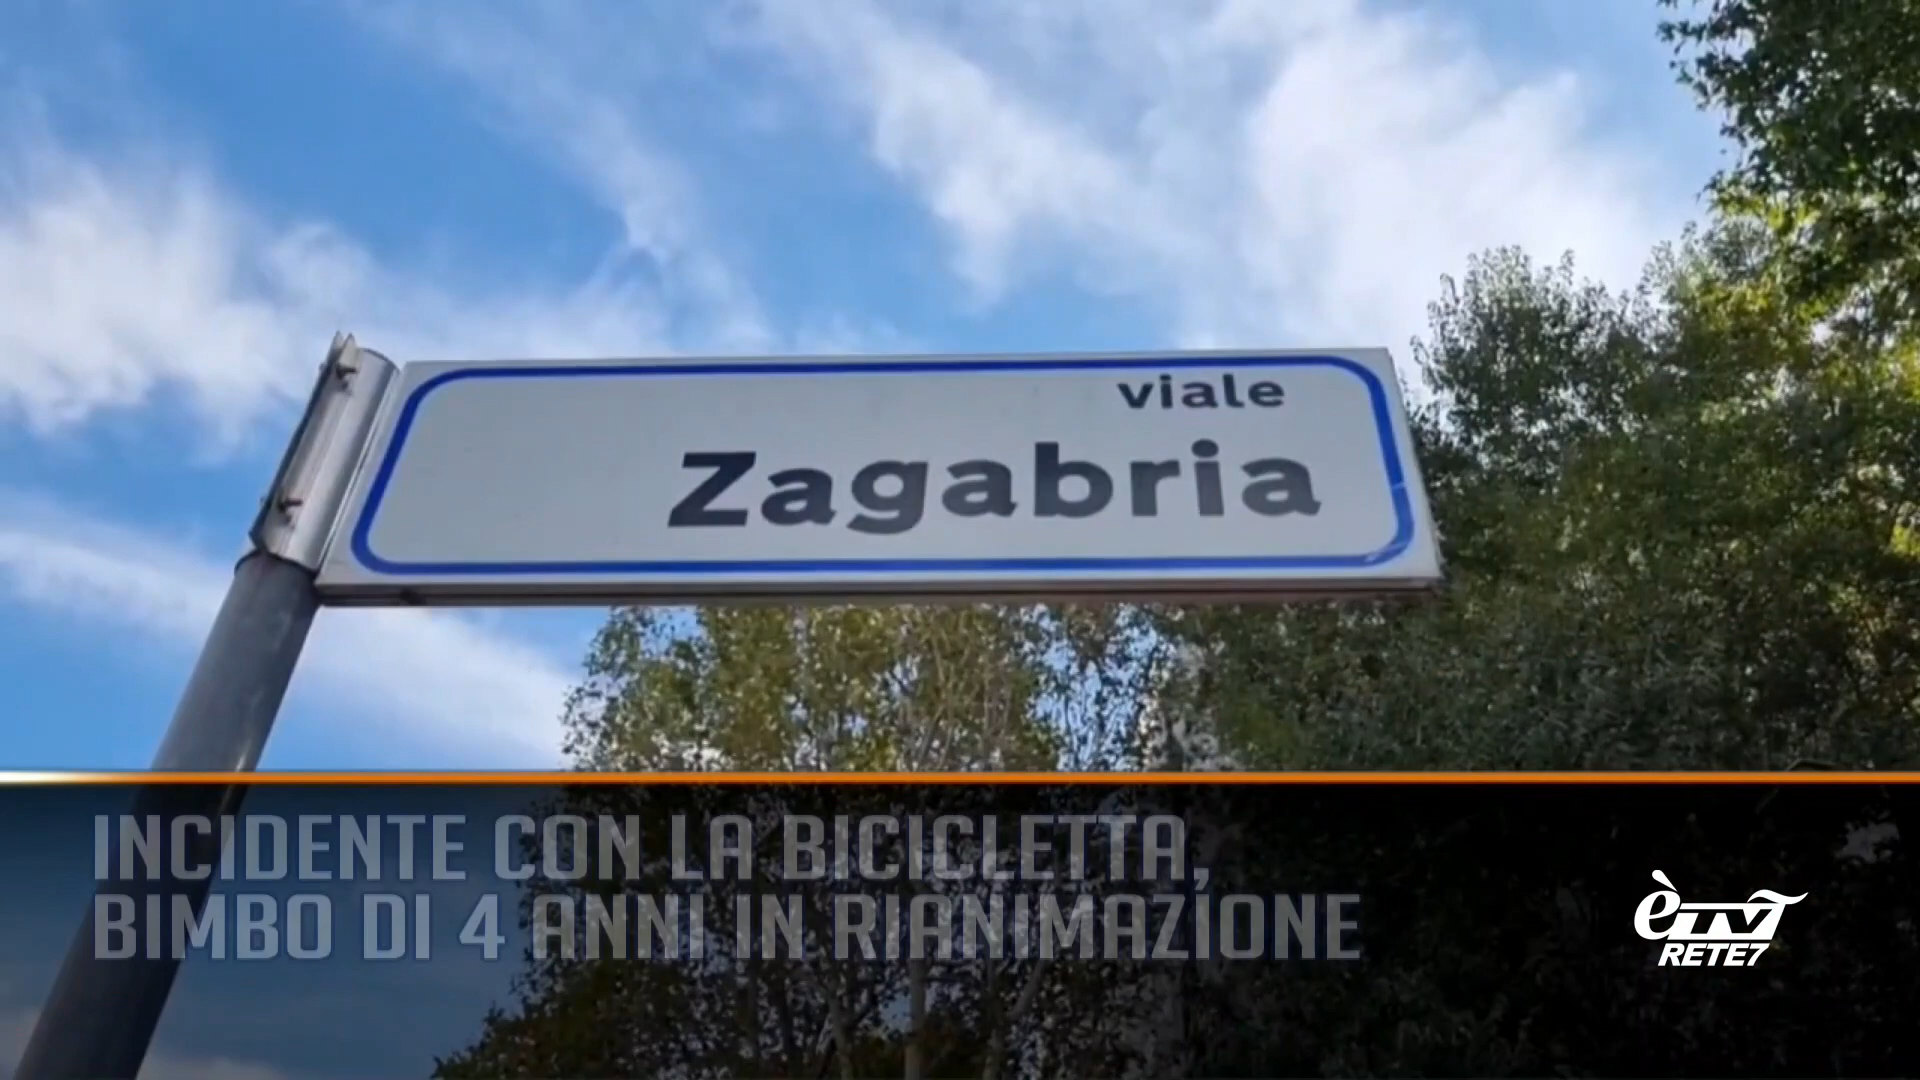 viale
Zagabria
INCIDENTE CON LA BICICLETTA,
BIMBO DI 4 ANNI IN RIANIMAZIONE
èTV
RETE7